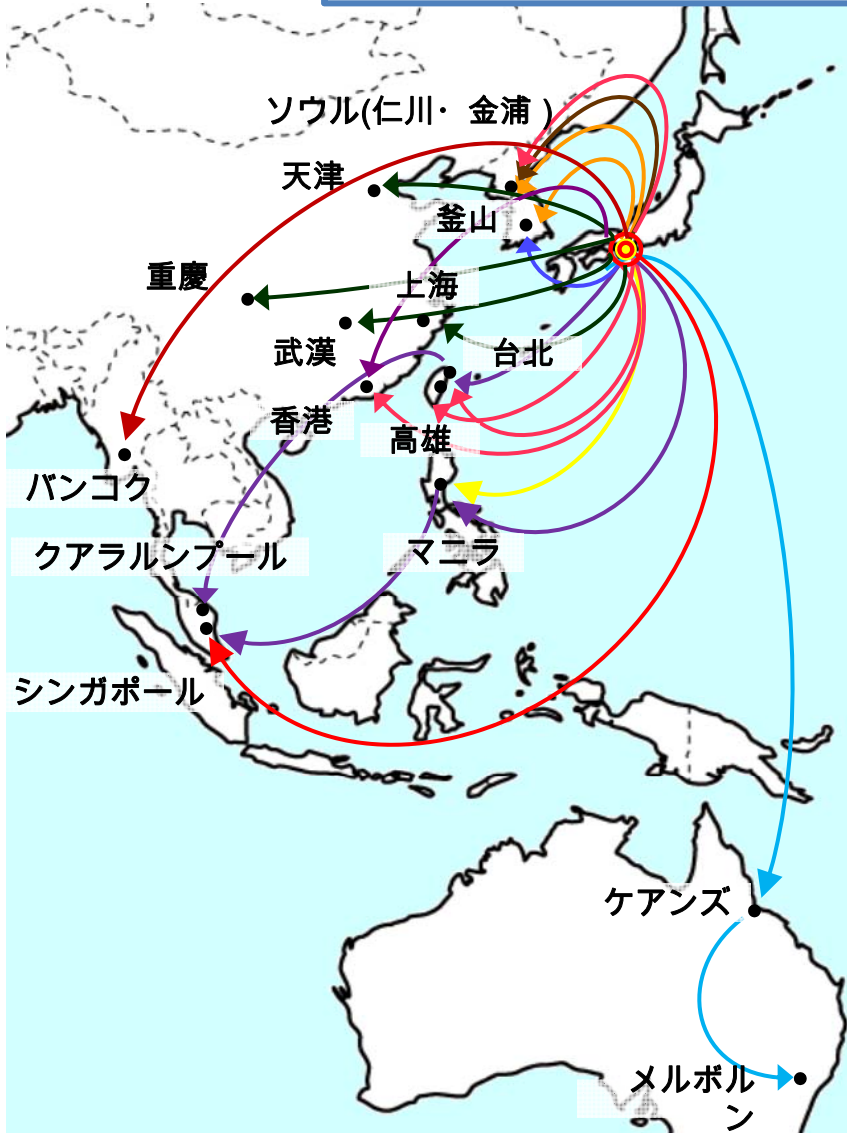 ソウル(仁川・ 金浦 )
天津
釜山
重慶
上海
武漢
台北
香港
高雄
バンコク
クアラルンプール
マニラ
シンガポール
ケアンズ
メルボル
ン